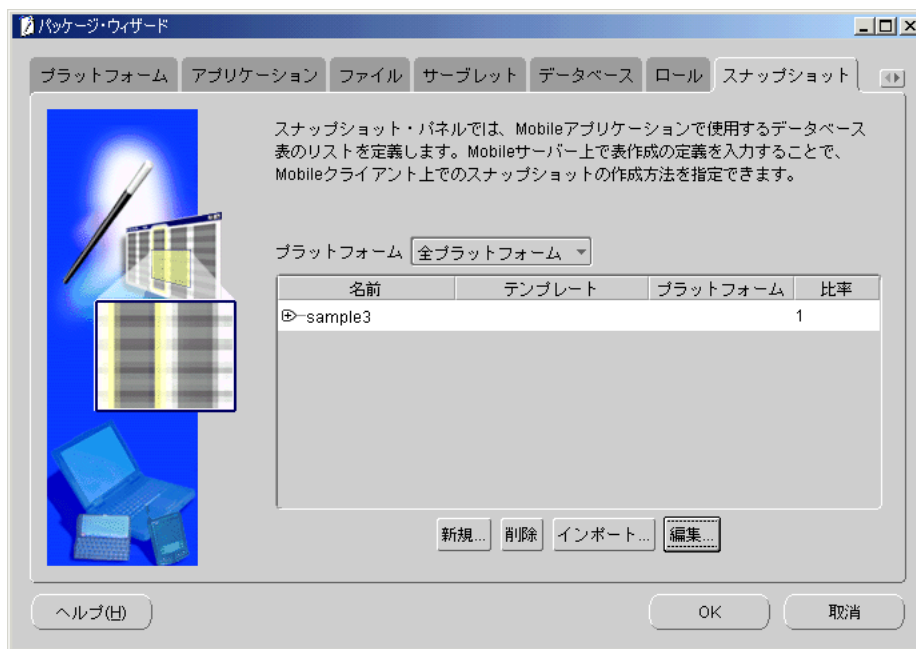 パッケージ・ウィザード
プラットフォーム アプリケーション ファイル サーブレット データベース ロール スナップショット
スナップショット・パネルでは、Mobileアプリケーションで使用するデータベース
表のリストを定義します。Mobileサーバー上で表作成の定義を入力することで、
Mobileクライアント上でのスナップショットの作成方法を指定できます。
プラットフォーム 全プラットフォーム
名前 テンプレート プラットフォーム 比率
sample3 1
新規... 削除 インポート... 編集...
ヘルプ(H) OK 取消